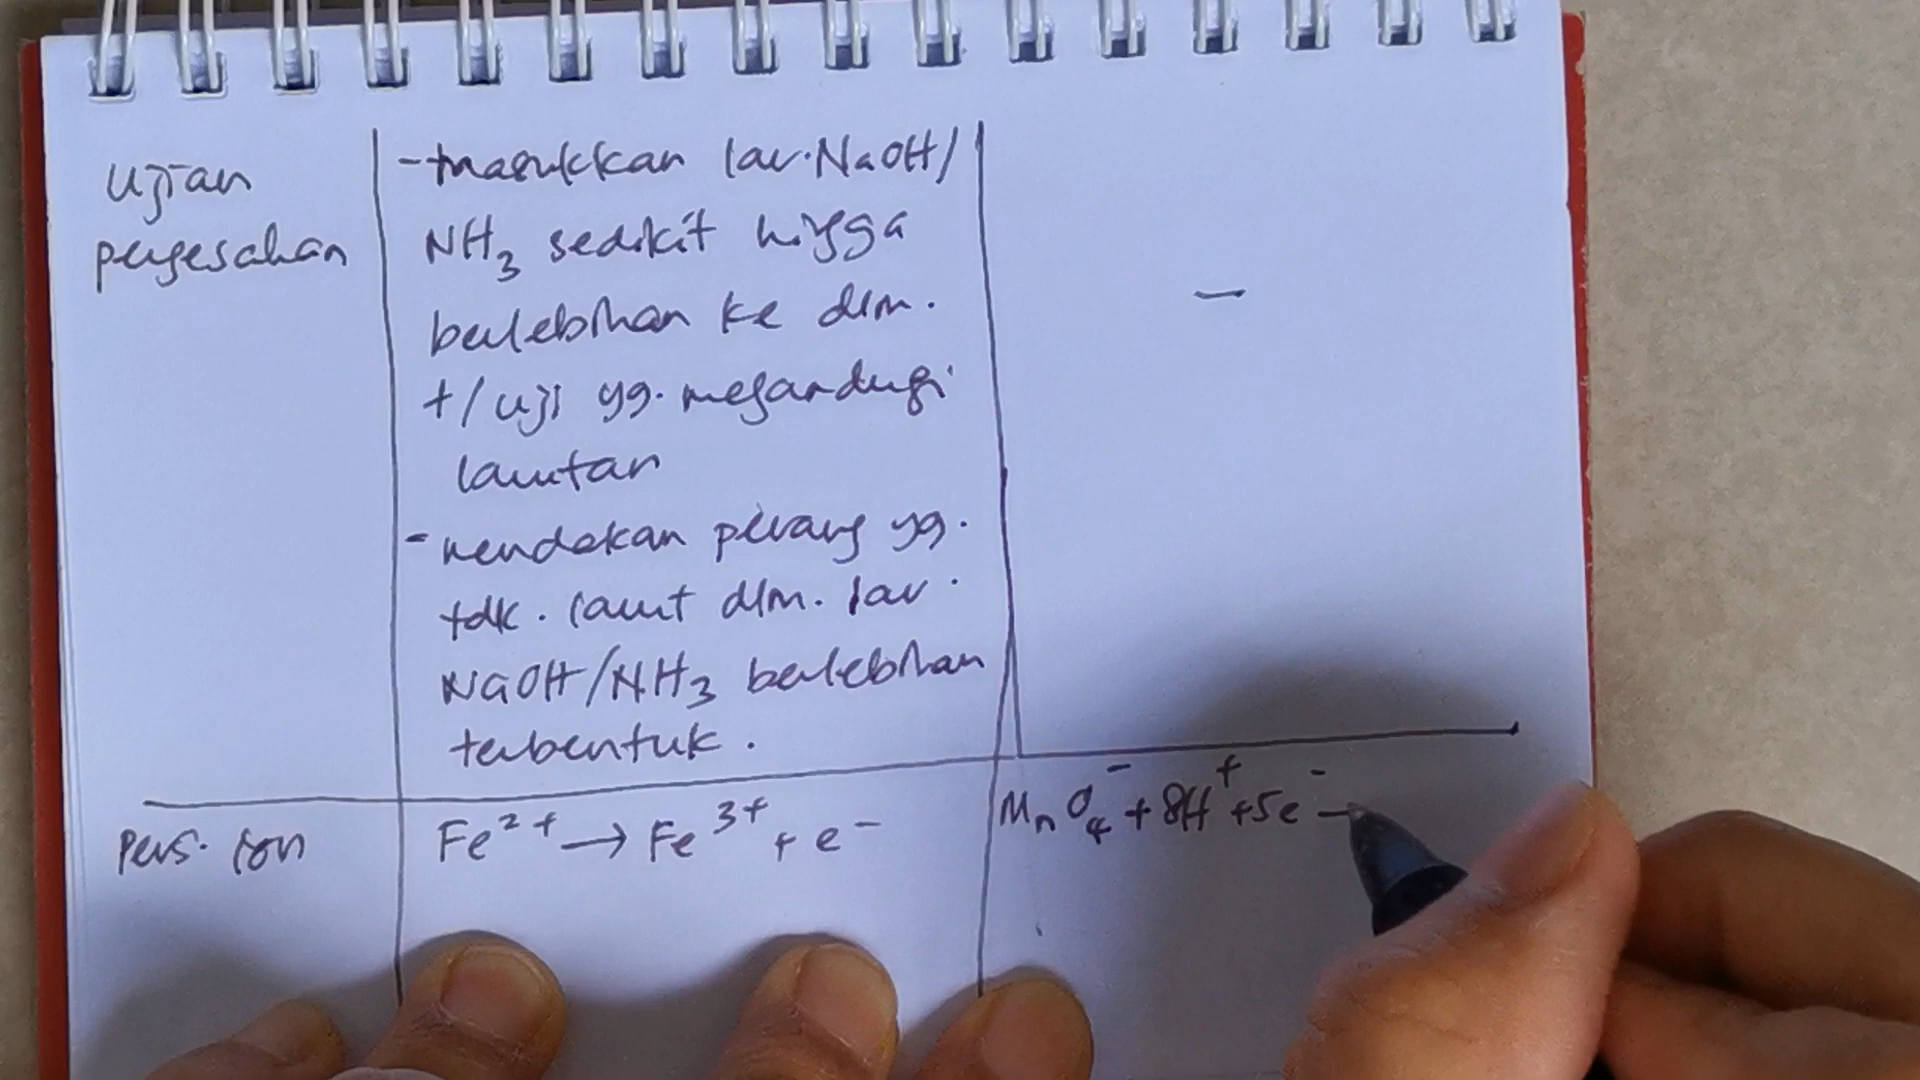 Ujian
pengesahan
- masukkan lar. NaOH/
NH₃ sedikit hingga
berlebihan ke dlm.
t/uji yg. mengandungi
larutan
- mendakan perang yg.
tdk. larut dlm. lar.
NaOH/NH₃ berlebihan
terbentuk.
—
Pers. ion
Fe²⁺ → Fe³⁺ + e⁻
MnO₄⁻ + 8H⁺ + 5e⁻ —